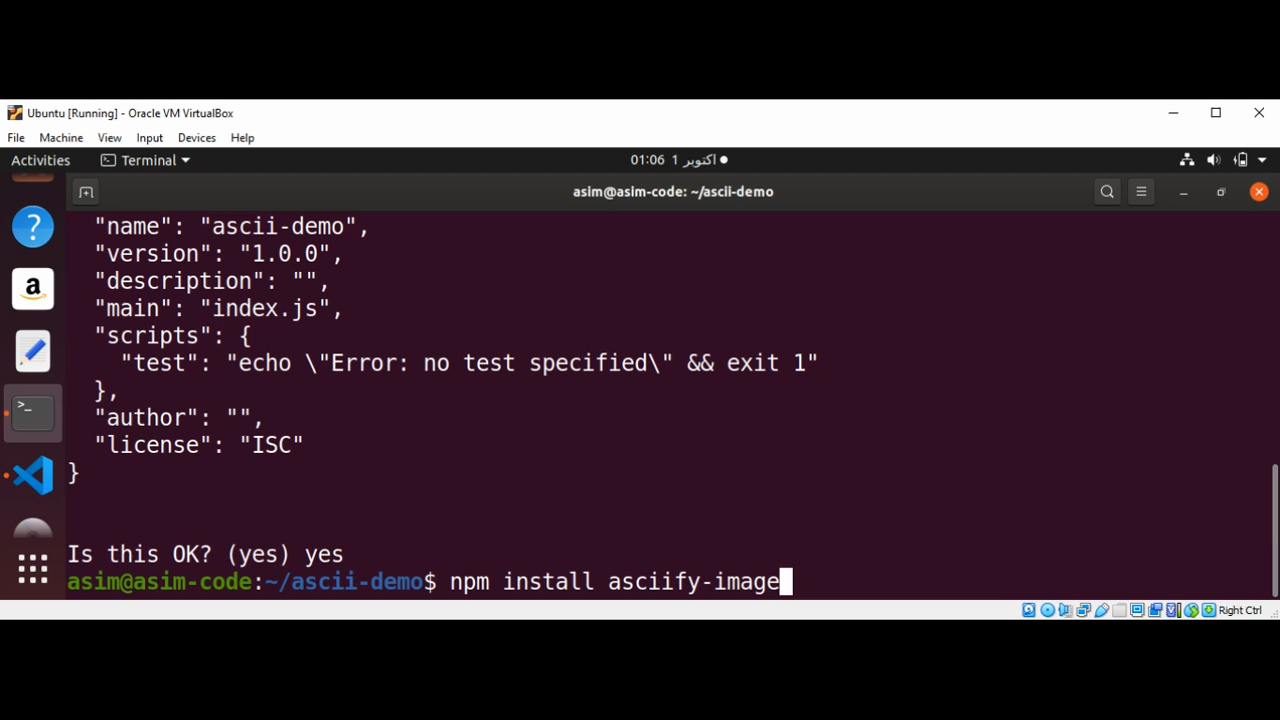 Ubuntu [Running] - Oracle VM VirtualBox
File Machine View Input Devices Help
Activities Terminal 01:06 1 اکتوبر
asim@asim-code: ~/ascii-demo
"name": "ascii-demo",
"version": "1.0.0",
"description": "",
"main": "index.js",
"scripts": {
"test": "echo \"Error: no test specified\" && exit 1"
},
"author": "",
"license": "ISC"
}
Is this OK? (yes) yes
asim@asim-code:~/ascii-demo$ npm install asciify-image
Right Ctrl